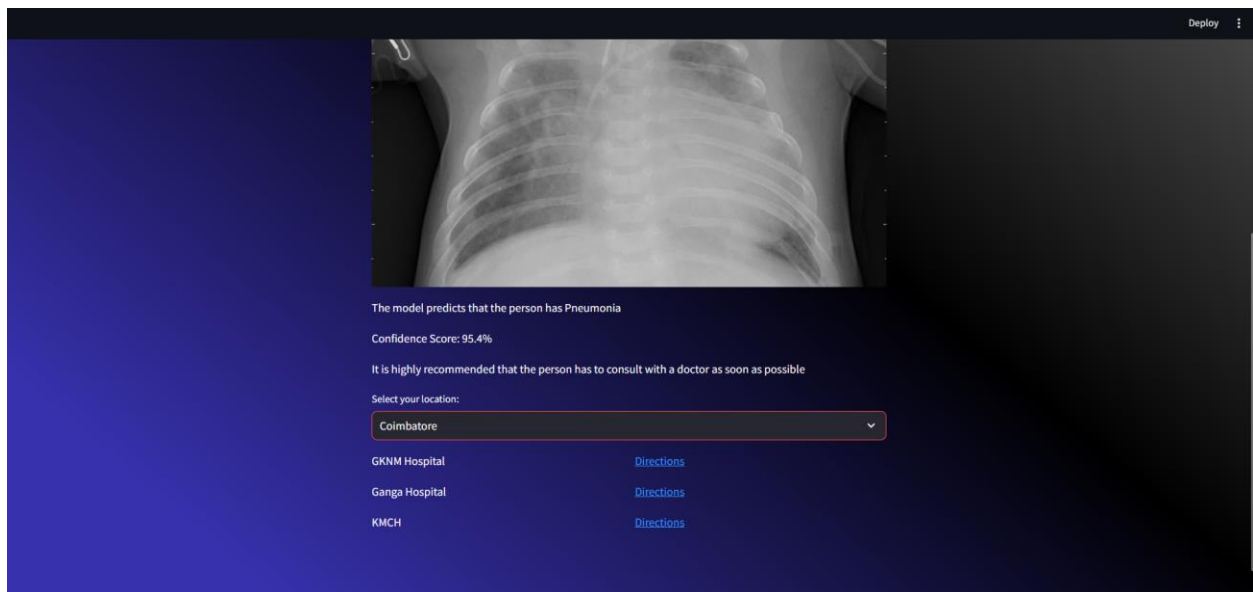 Deploy
The model predicts that the person has Pneumonia
Confidence Score: 95.4%
It is highly recommended that the person has to consult with a doctor as soon as possible
Select your location:
Coimbatore
GKNM Hospital Directions
Ganga Hospital Directions
KMCH Directions